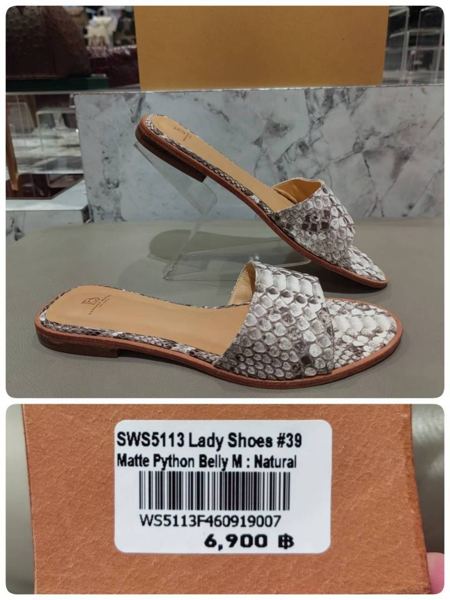 SWS5113 Lady Shoes #39
Matte Python Belly M : Natural
WS5113F460919007
6,900 ฿